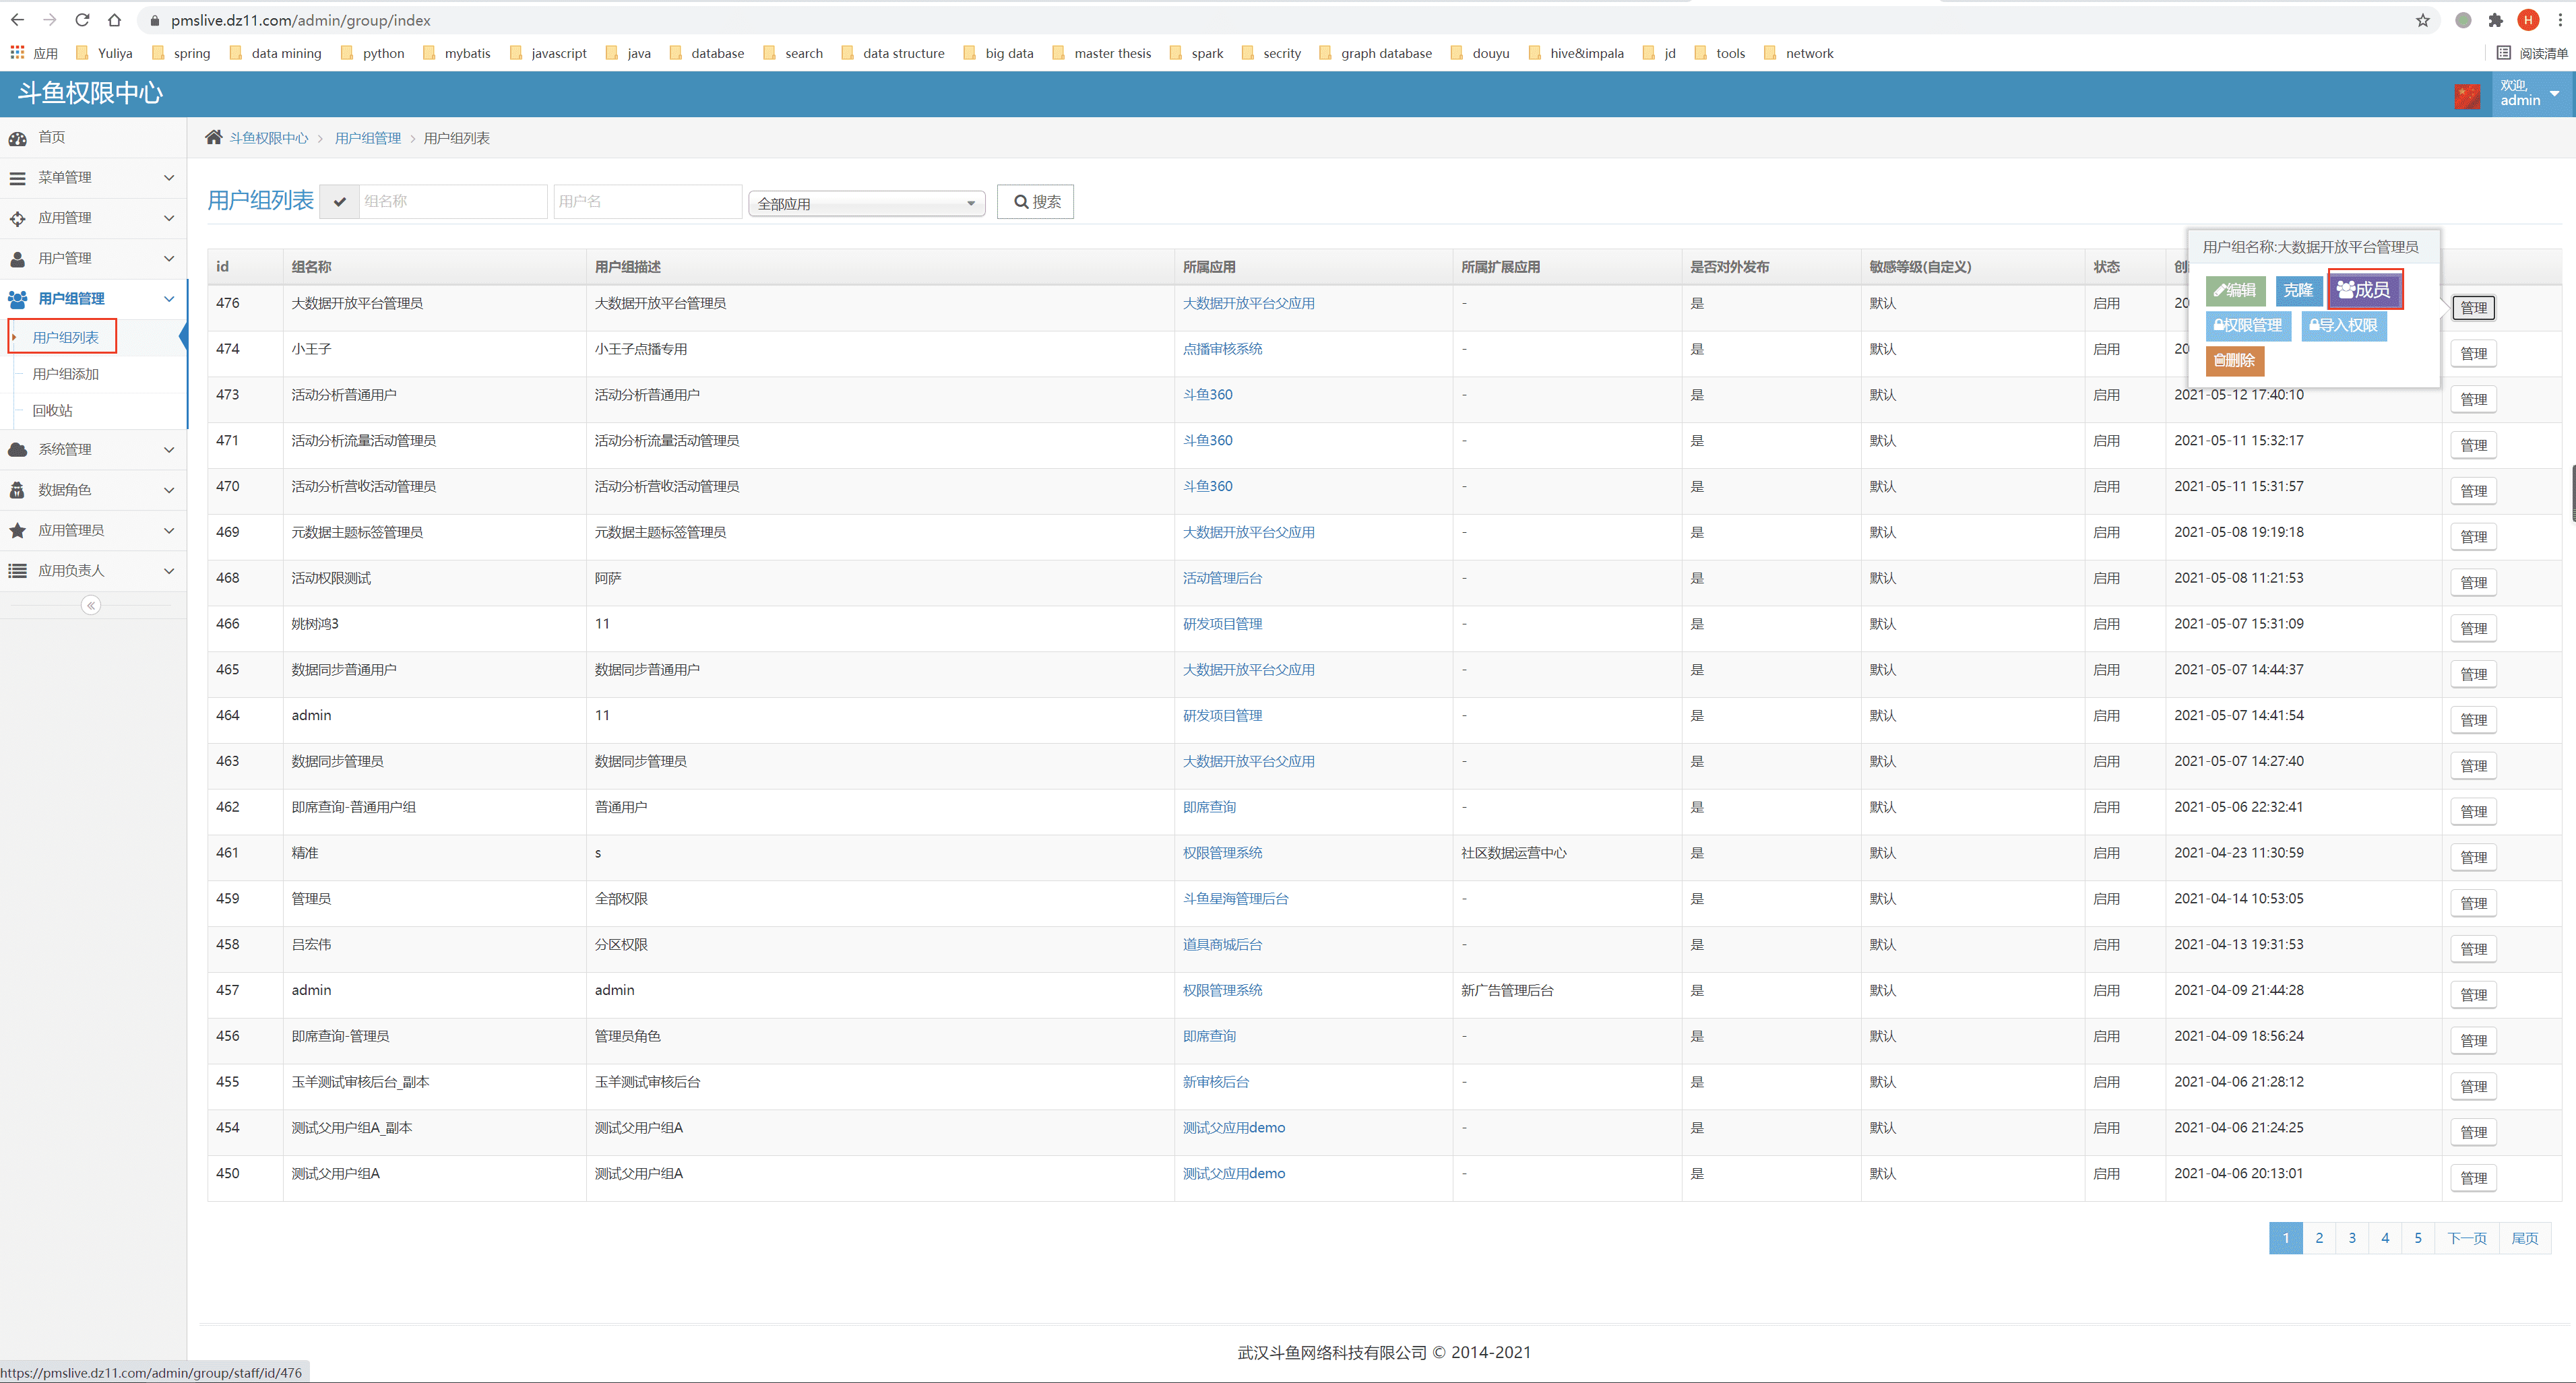 pmslive.dz11.com/admin/group/index
H
应用 Yuliya spring data mining python mybatis javascript java database search data structure big data master thesis spark secrity graph database douyu hive&impala jd tools network 阅读清单
斗鱼权限中心
欢迎,
admin
首页
菜单管理
应用管理
用户管理
用户组管理
用户组列表
用户组添加
回收站
系统管理
数据角色
应用管理员
应用负责人
斗鱼权限中心 > 用户组管理 > 用户组列表
用户组列表 组名称 用户名 全部应用 搜索
用户组名称:大数据开放平台管理员
编辑 克隆 成员
权限管理 导入权限
删除
id 组名称 用户组描述 所属应用 所属扩展应用 是否对外发布 敏感等级(自定义) 状态
476 大数据开放平台管理员 大数据开放平台管理员 大数据开放平台父应用 - 是 默认 启用 20 管理
474 小王子 小王子点播专用 点播审核系统 - 是 默认 启用 20 管理
473 活动分析普通用户 活动分析普通用户 斗鱼360 - 是 默认 启用 2021-05-12 17:40:10 管理
471 活动分析流量活动管理员 活动分析流量活动管理员 斗鱼360 - 是 默认 启用 2021-05-11 15:32:17 管理
470 活动分析营收活动管理员 活动分析营收活动管理员 斗鱼360 - 是 默认 启用 2021-05-11 15:31:57 管理
469 元数据主题标签管理员 元数据主题标签管理员 大数据开放平台父应用 - 是 默认 启用 2021-05-08 19:19:18 管理
468 活动权限测试 阿萨 活动管理后台 - 是 默认 启用 2021-05-08 11:21:53 管理
466 姚树鸿3 11 研发项目管理 - 是 默认 启用 2021-05-07 15:31:09 管理
465 数据同步普通用户 数据同步普通用户 大数据开放平台父应用 - 是 默认 启用 2021-05-07 14:44:37 管理
464 admin 11 研发项目管理 - 是 默认 启用 2021-05-07 14:41:54 管理
463 数据同步管理员 数据同步管理员 大数据开放平台父应用 - 是 默认 启用 2021-05-07 14:27:40 管理
462 即席查询-普通用户组 普通用户 即席查询 - 是 默认 启用 2021-05-06 22:32:41 管理
461 精准 s 权限管理系统 社区数据运营中心 是 默认 启用 2021-04-23 11:30:59 管理
459 管理员 全部权限 斗鱼星海管理后台 - 是 默认 启用 2021-04-14 10:53:05 管理
458 吕宏伟 分区权限 道具商城后台 - 是 默认 启用 2021-04-13 19:31:53 管理
457 admin admin 权限管理系统 新广告管理后台 是 默认 启用 2021-04-09 21:44:28 管理
456 即席查询-管理员 管理员角色 即席查询 - 是 默认 启用 2021-04-09 18:56:24 管理
455 玉羊测试审核后台_副本 玉羊测试审核后台 新审核后台 - 是 默认 启用 2021-04-06 21:28:12 管理
454 测试父用户组A_副本 测试父用户组A 测试父应用demo - 是 默认 启用 2021-04-06 21:24:25 管理
450 测试父用户组A 测试父用户组A 测试父应用demo - 是 默认 启用 2021-04-06 20:13:01 管理
1 2 3 4 5 下一页 尾页
武汉斗鱼网络科技有限公司 © 2014-2021
https://pmslive.dz11.com/admin/group/staff/id/476